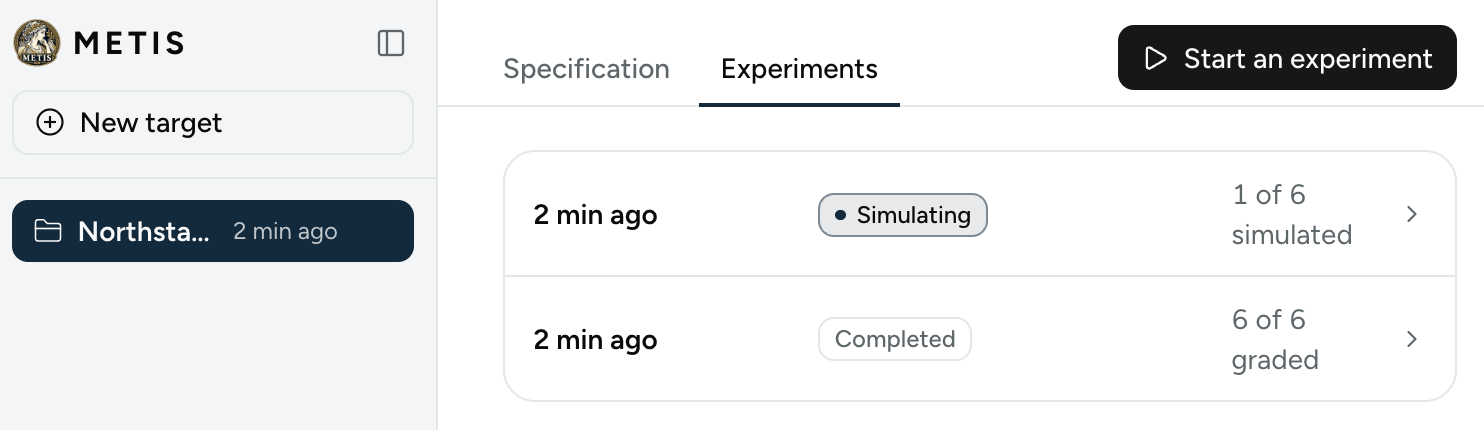 METIS
METIS
New target
Northsta... 2 min ago
Specification
Experiments
Start an experiment
2 min ago
Simulating
1 of 6
simulated
2 min ago
Completed
6 of 6
graded